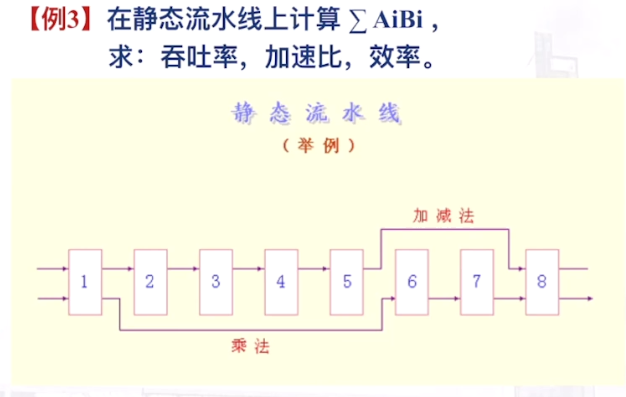 【例3】在静态流水线上计算∑AiBi，
求：吞吐率，加速比，效率。
静态流水线
（举例）
加减法
1 2 3 4 5 6 7 8
乘法